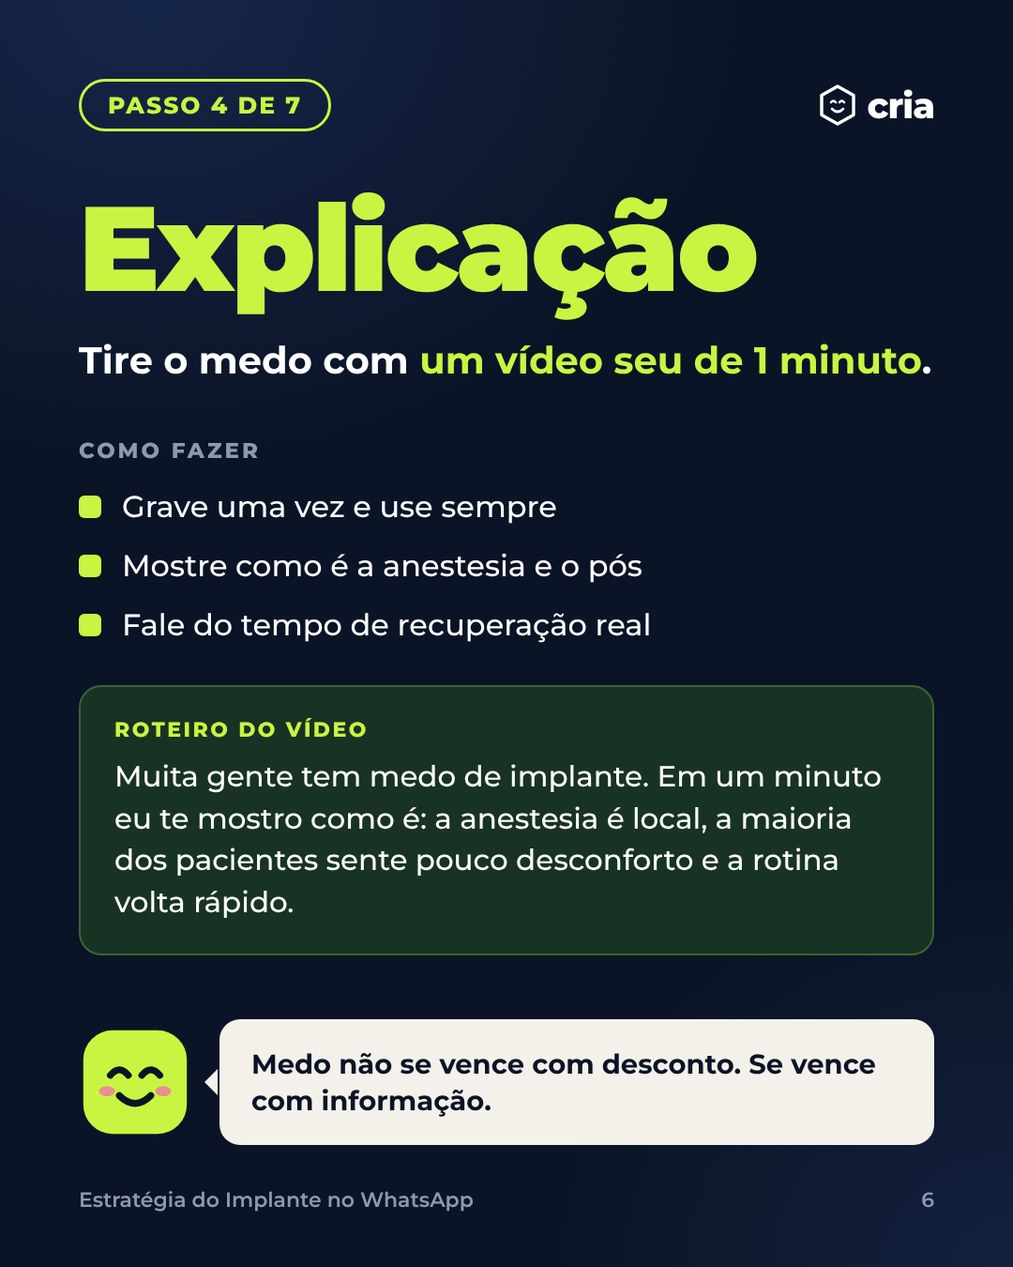 PASSO 4 DE 7
cria
Explicação
Tire o medo com um vídeo seu de 1 minuto.
COMO FAZER
Grave uma vez e use sempre
Mostre como é a anestesia e o pós
Fale do tempo de recuperação real
ROTEIRO DO VÍDEO
Muita gente tem medo de implante. Em um minuto
eu te mostro como é: a anestesia é local, a maioria
dos pacientes sente pouco desconforto e a rotina
volta rápido.
Medo não se vence com desconto. Se vence
com informação.
Estratégia do Implante no WhatsApp
6